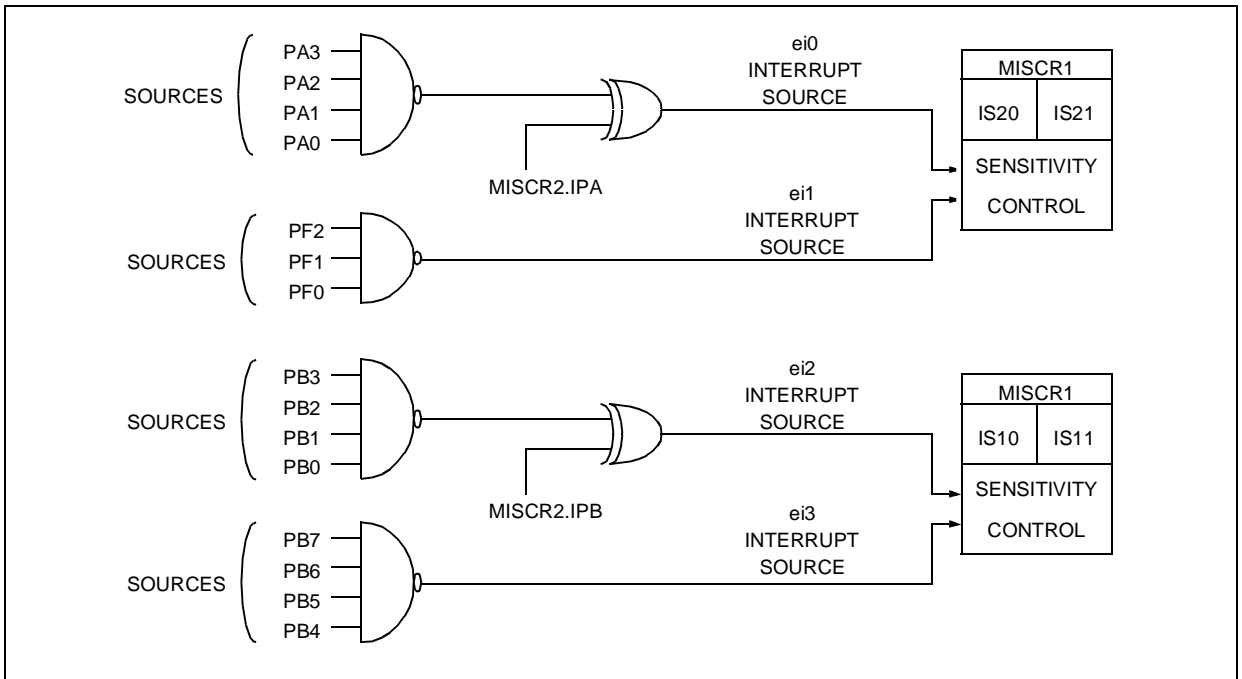 SOURCES
PA3
PA2
PA1
PA0
MISCR2.IPA
ei0
INTERRUPT
SOURCE
MISCR1
IS20 IS21
SENSITIVITY
CONTROL
SOURCES
PF2
PF1
PF0
ei1
INTERRUPT
SOURCE
SOURCES
PB3
PB2
PB1
PB0
MISCR2.IPB
ei2
INTERRUPT
SOURCE
MISCR1
IS10 IS11
SENSITIVITY
CONTROL
SOURCES
PB7
PB6
PB5
PB4
ei3
INTERRUPT
SOURCE